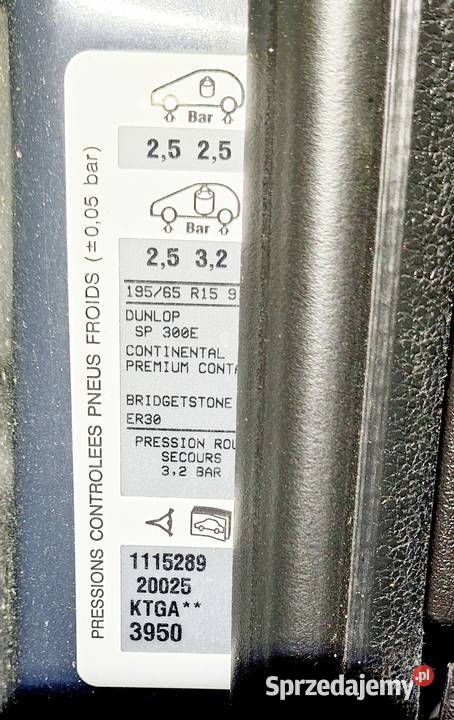 PRESSIONS CONTROLEES PNEUS FROIDS (±0,05 bar)
Bar
2,5 2,5
Bar
2,5 3,2
195/65 R15 9
DUNLOP
SP 300E
CONTINENTAL
PREMIUM CONTA
BRIDGETSTONE
ER30
PRESSION ROU
SECOURS
3,2 BAR
1115289
20025
KTGA**
3950
Sprzedajemy.pl